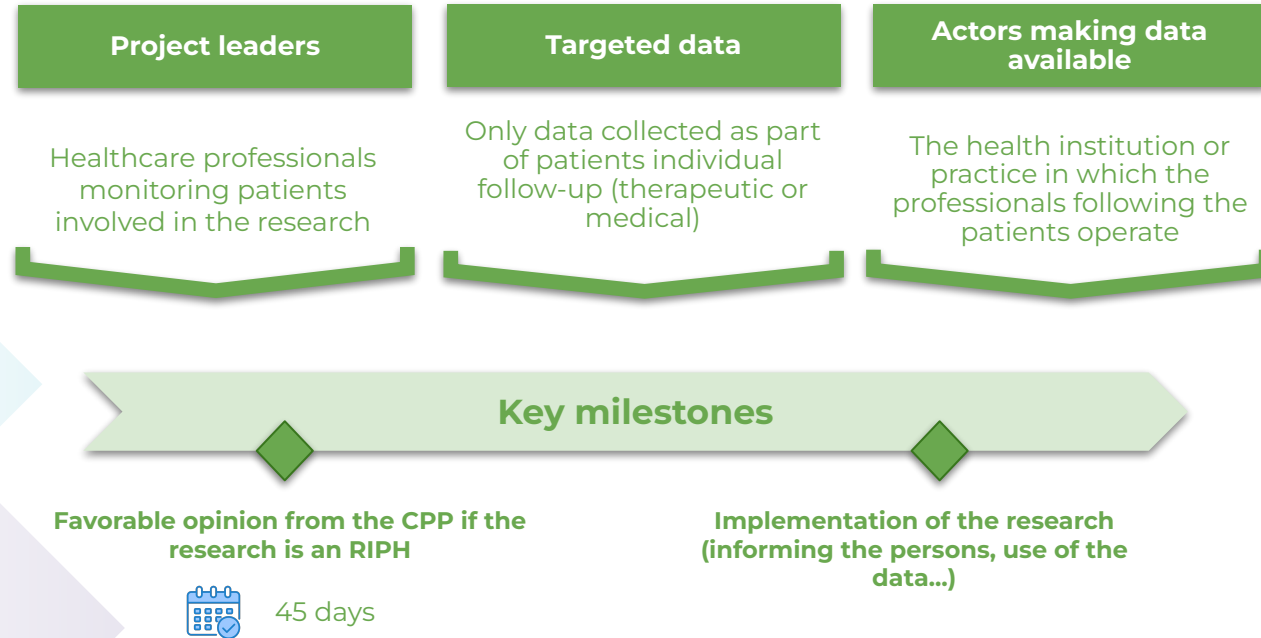 Project leaders
Targeted data
Actors making data
available
Healthcare professionals
monitoring patients
involved in the research
Only data collected as part
of patients individual
follow-up (therapeutic or
medical)
The health institution or
practice in which the
professionals following the
patients operate
Key milestones
Favorable opinion from the CPP if the
research is an RIPH
45 days
Implementation of the research
(informming the persons, use of the
data...)